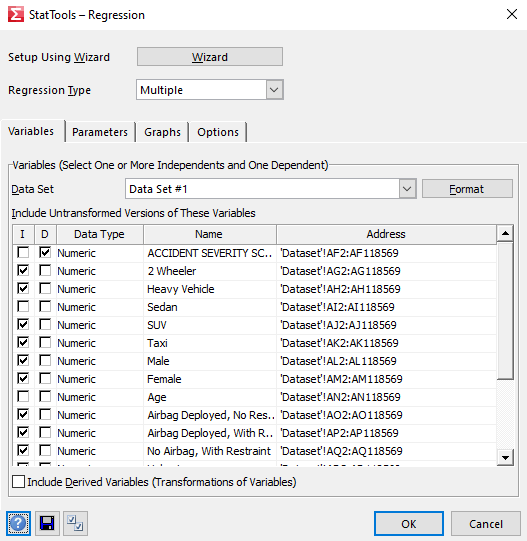 StatTools – Regression
Setup Using Wizard Wizard
Regression Type Multiple
Variables Parameters Graphs Options
Variables (Select One or More Independents and One Dependent)
Data Set Data Set #1 Format
Include Untransformed Versions of These Variables
I D Data Type Name Address
Numeric ACCIDENT SEVERITY SC.. 'Dataset'!AF2:AF118569
Numeric 2 Wheeler 'Dataset'!AG2:AG118569
Numeric Heavy Vehicle 'Dataset'!AH2:AH118569
Numeric Sedan 'Dataset'!AI2:AI118569
Numeric SUV 'Dataset'!AJ2:AJ118569
Numeric Taxi 'Dataset'!AK2:AK118569
Numeric Male 'Dataset'!AL2:AL118569
Numeric Female 'Dataset'!AM2:AM118569
Numeric Age 'Dataset'!AN2:AN118569
Numeric Airbag Deployed, No Res.. 'Dataset'!AO2:AO118569
Numeric Airbag Deployed, With R... 'Dataset'!AP2:AP118569
Numeric No Airbag, With Restraint 'Dataset'!AQ2:AQ118569
Include Derived Variables (Transformations of Variables)
OK Cancel